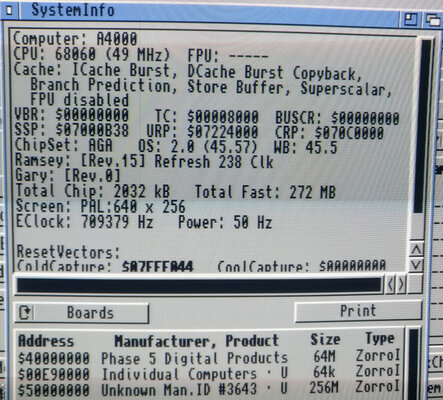 SystemInfo
Computer: A4000
CPU: 68060 (49 MHz) FPU: -----
Cache: ICache Burst, DCache Burst Copyback,
Branch Prediction, Store Buffer, Superscalar,
FPU disabled
VBR: $00000000 TC: $00008000 BUSCR: $00000000
SSP: $07000B38 URP: $07224000 CRP: $070C0000
ChipSet: AGA OS: 2.0 (45.57) WB: 45.5
Ramsey: [Rev.15] Refresh 238 Clk
Gary: [Rev.0]
Total Chip: 2032 kB Total Fast: 272 MB
Screen: PAL:640 x 256
EClock: 709379 Hz Power: 50 Hz
ResetVectors:
ColdCapture: $07FFF044 CoolCapture: $00000000
Boards Print
Address Manufacturer, Product Size Type
$40000000 Phase 5 Digital Products 64M ZorroI
$00E90000 Individual Computers · U 64k ZorroI
$50000000 Unknown Man.ID #3643 · U 256M ZorroI